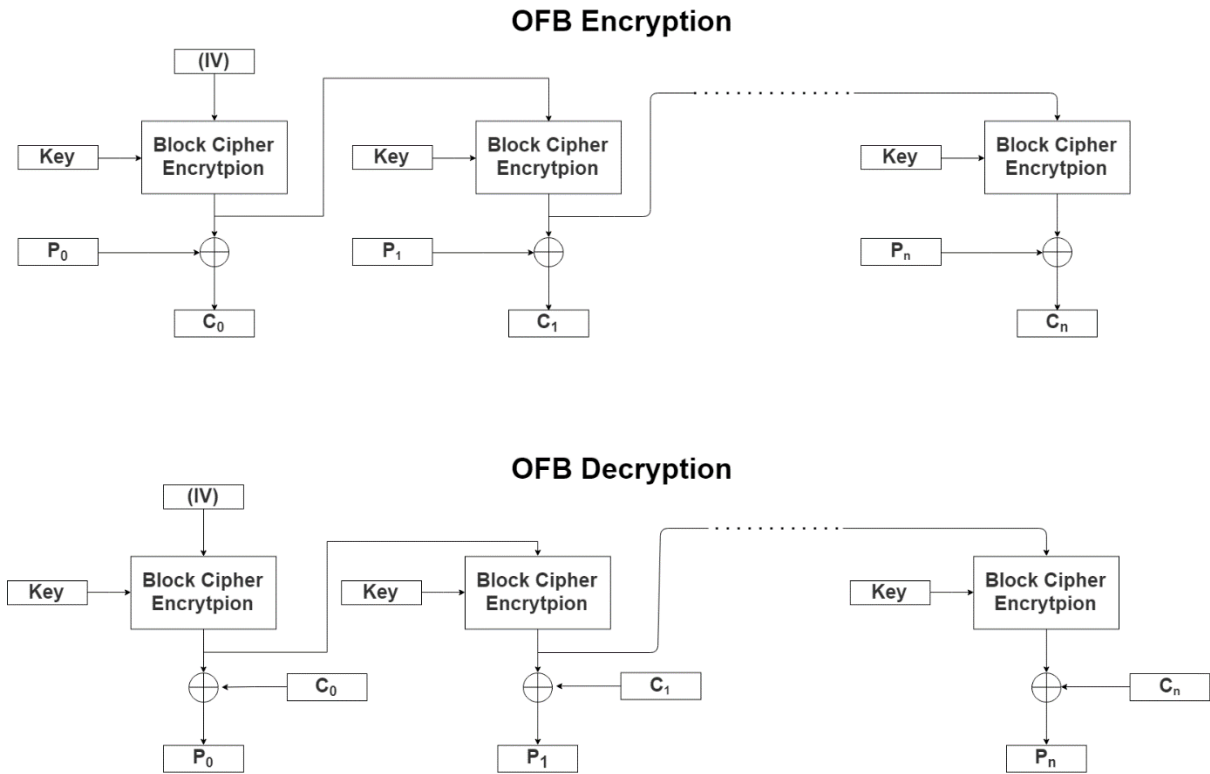 OFB Encryption
(IV)
Block Cipher
Encrytpion
Key
Block Cipher
Encrytpion
Key
Block Cipher
Encrytpion
Key
P₀
P₁
Pₙ
C₀
C₁
Cₙ
OFB Decryption
(IV)
Block Cipher
Encrytpion
Key
Block Cipher
Encrytpion
Key
Block Cipher
Encrytpion
Key
C₀
C₁
Cₙ
P₀
P₁
Pₙ